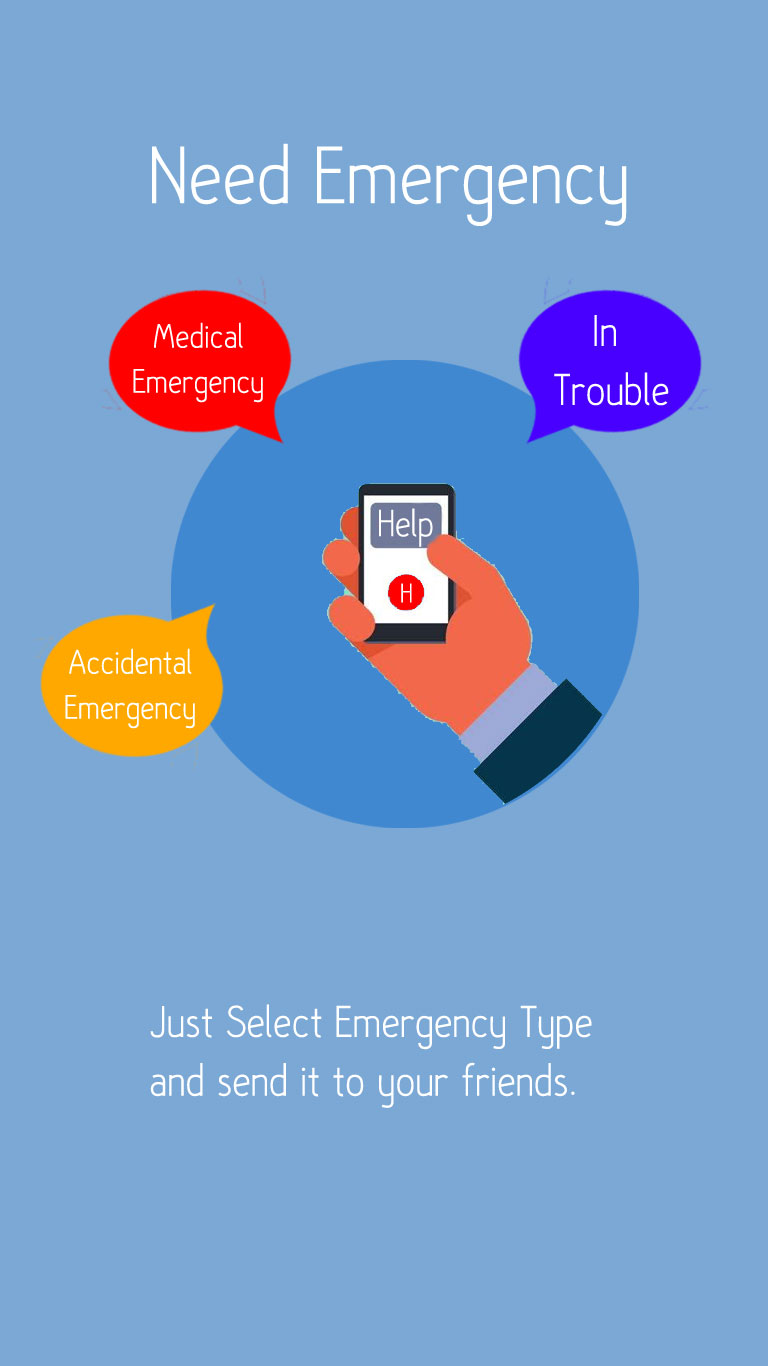 Need Emergency
Medical
Emergency
In
Trouble
Help
H
Accidental
Emergency
Just Select Emergency Type
and send it to your friends.